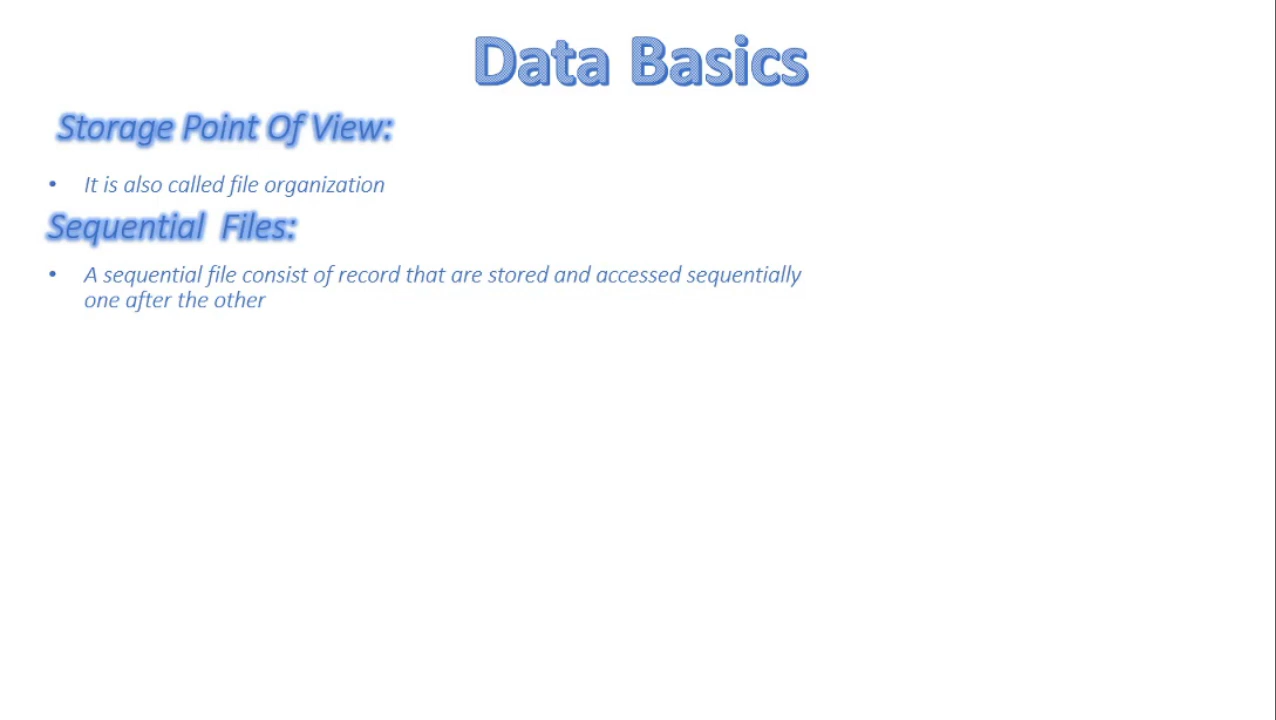 Data Basics
Storage Point Of View:
• It is also called file organization
Sequential Files:
• A sequential file consist of record that are stored and accessed sequentially
one after the other